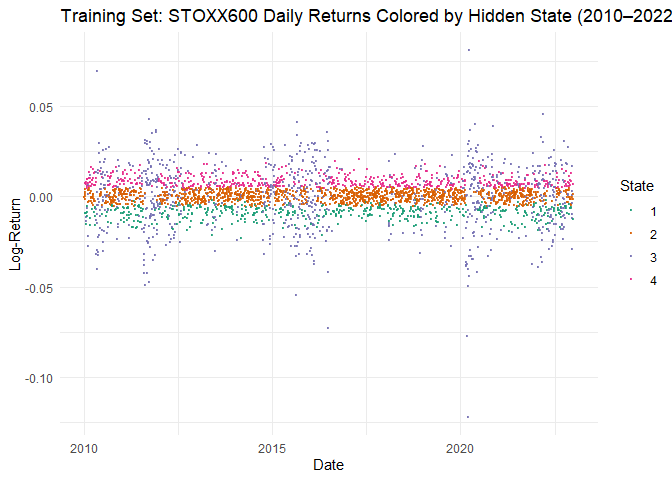 Training Set: STOXX600 Daily Returns Colored by Hidden State (2010–2022
0.05
0.00
-0.05
-0.10
Log-Return
2010
2015
2020
Date
State
1
2
3
4